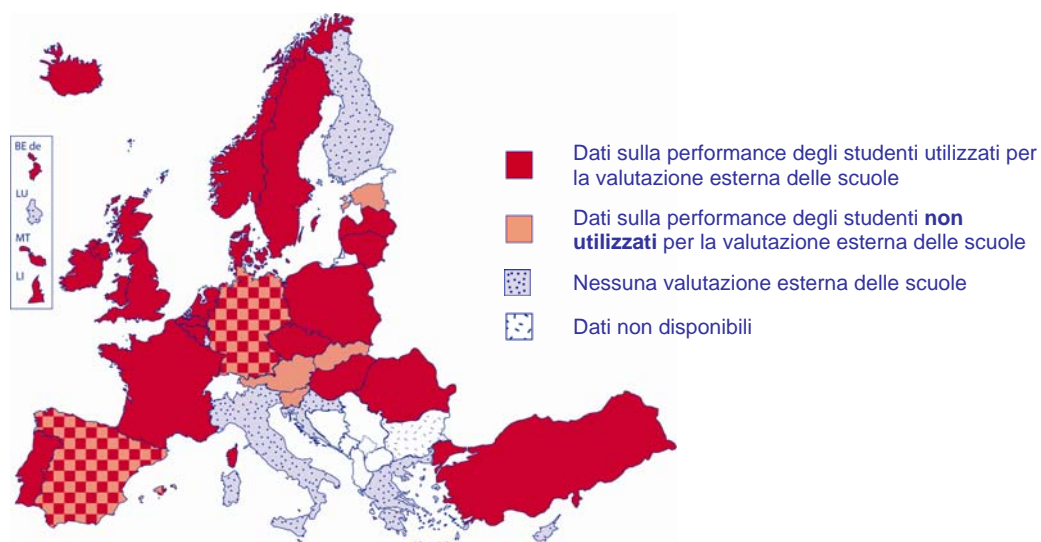 BE de
LU
MT
LI
Dati sulla performance degli studenti utilizzati per
la valutazione esterna delle scuole
Dati sulla performance degli studenti non
utilizzati per la valutazione esterna delle scuole
Nessuna valutazione esterna delle scuole
Dati non disponibili